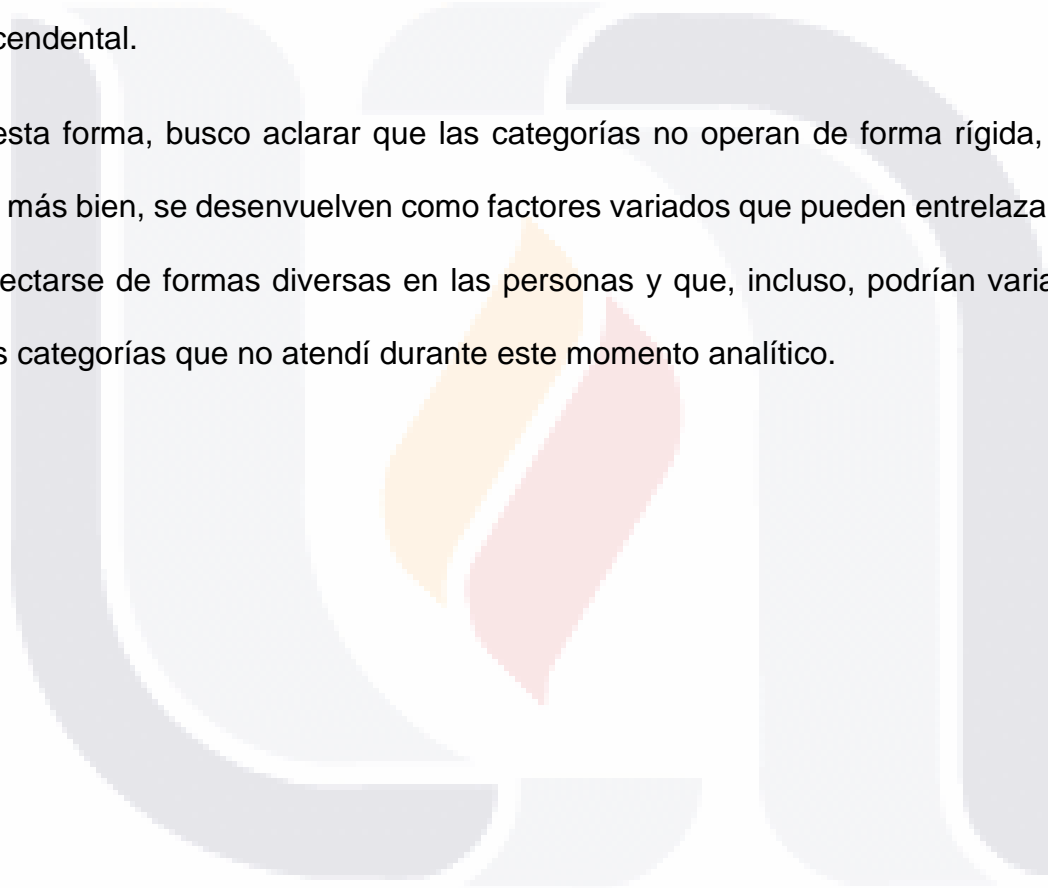 cendental.
esta forma, busco aclarar que las categorías no operan de forma rígida,
más bien, se desenvuelven como factores variados que pueden entrelaza
ectarse de formas diversas en las personas y que, incluso, podrían varia
s categorías que no atendí durante este momento analítico.